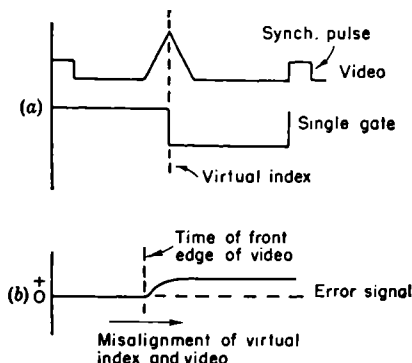 Synch. pulse
Video
(a)
Single gate
Virtual index
Time of front
edge of video
(b)
+
O
Error signal
Misalignment of virtual
index and video